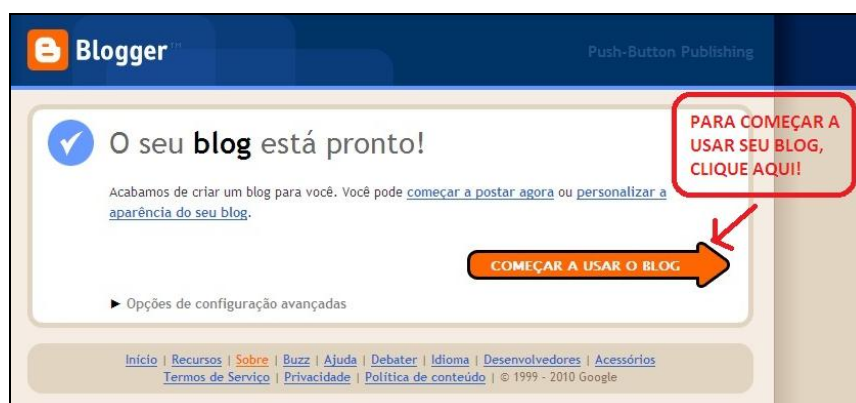 Blogger™
Push-Button Publishing
PARA COMEÇAR A
USAR SEU BLOG,
CLIQUE AQUI!
O seu blog está pronto!
Acabamos de criar um blog para você. Você pode começar a postar agora ou personalizar a
aparência do seu blog.
COMEÇAR A USAR O BLOG
► Opções de configuração avançadas
Início | Recursos | Sobre | Buzz | Ajuda | Debater | Idioma | Desenvolvedores | Acessórios
Termos de Serviço | Privacidade | Política de conteúdo | © 1999 - 2010 Google